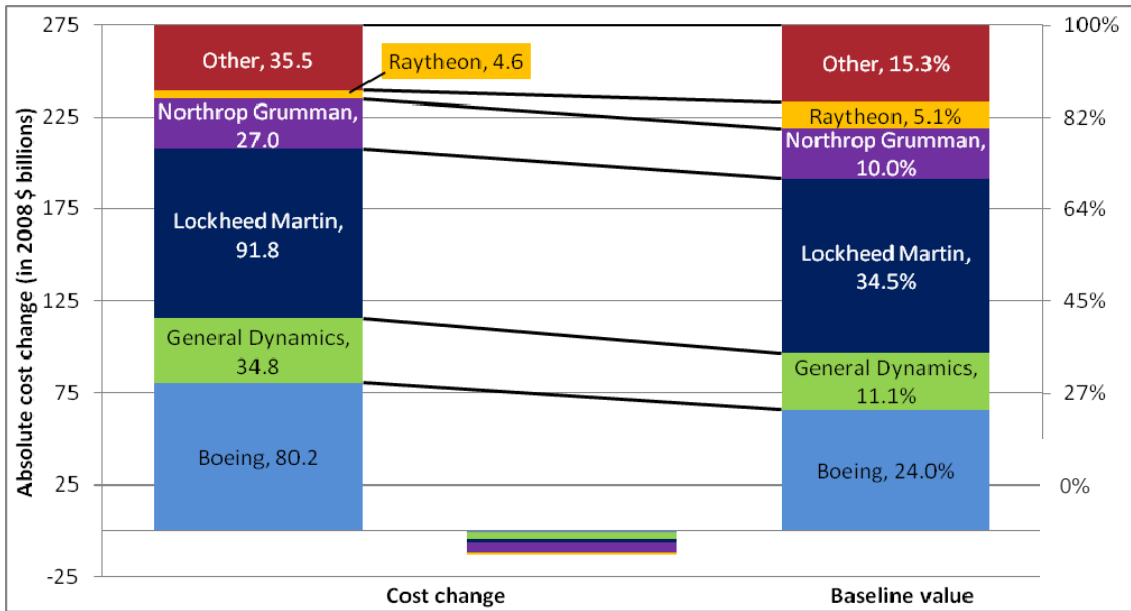 Absolute cost change (in 2008 $ billions)
275
225
175
125
75
25
-25
Other, 35.5
Raytheon, 4.6
Northrop Grumman,
27.0
Lockheed Martin,
91.8
General Dynamics,
34.8
Boeing, 80.2
Other, 15.3%
Raytheon, 5.1%
Northrop Grumman,
10.0%
Lockheed Martin,
34.5%
General Dynamics,
11.1%
Boeing, 24.0%
100%
82%
64%
45%
27%
0%
Cost change
Baseline value